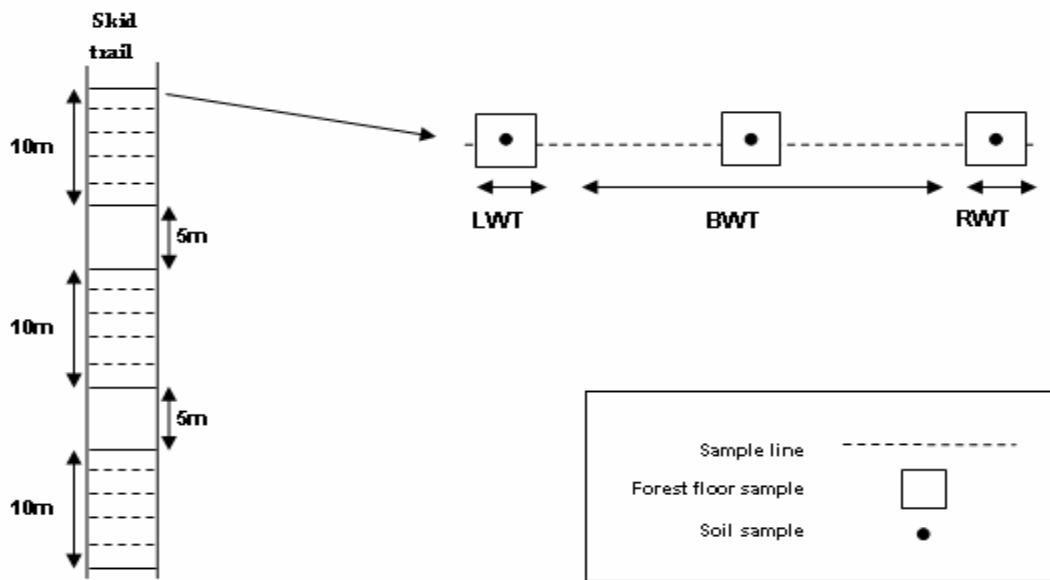 Skid
trail
10m
5m
10m
5m
10m
LWT
BWT
RWT
Sample line
Forest floor sample
Soil sample